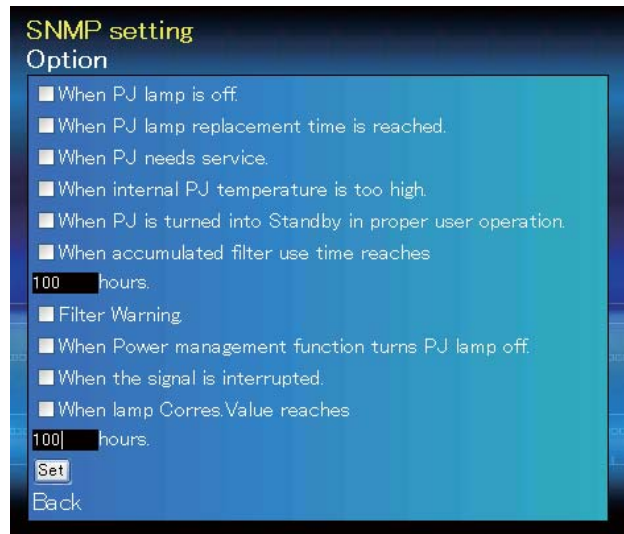 SNMP setting
Option
When PJ lamp is off.
When PJ lamp replacement time is reached.
When PJ needs service.
When internal PJ temperature is too high.
When PJ is turned into Standby in proper user operation.
When accumulated filter use time reaches
100 hours.
Filter Warning.
When Power management function turns PJ lamp off.
When the signal is interrupted.
When lamp Corres.Value reaches
100 hours.
Set
Back